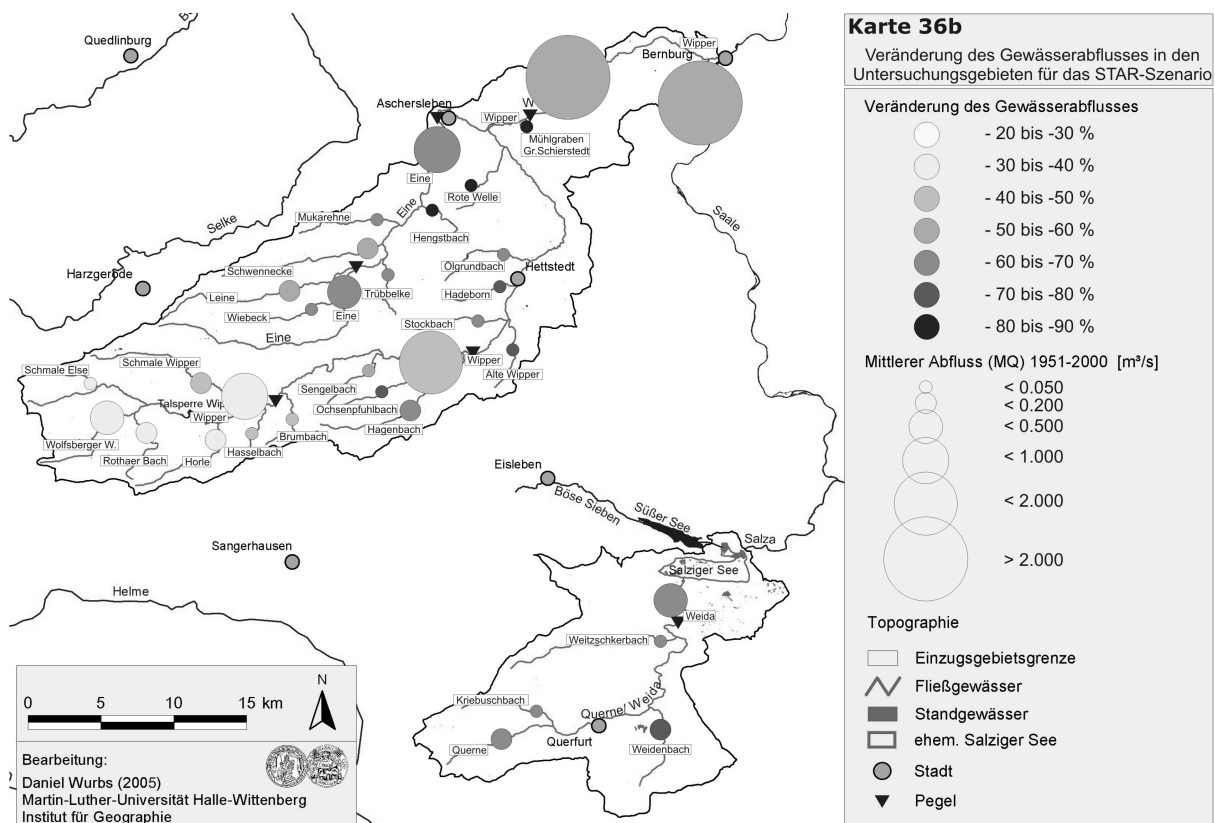 Karte 36b
Veränderung des Gewässerabflusses in den
Untersuchungsgebieten für das STAR-Szenario
Veränderung des Gewässerabflusses
- 20 bis -30 %
- 30 bis -40 %
- 40 bis -50 %
- 50 bis -60 %
- 60 bis -70 %
- 70 bis -80 %
- 80 bis -90 %
Mittlerer Abfluss (MQ) 1951-2000 [m³/s]
< 0.050
< 0.200
< 0.500
< 1.000
< 2.000
> 2.000
Topographie
Einzugsgebietsgrenze
Fließgewässer
Standgewässer
ehem. Salziger See
Stadt
Pegel
Quedlinburg
Wipper
Bernburg
Aschersleben
W
Wipper
Mühlgraben
Gr.Schierstedt
Eine
Rote Welle
Eine
Mukarehne
Hengstbach
Selke
Saale
Schwennecke
Ölgrundbach
Hettstedt
Harzgerode
Leine
Trübbelke
Hadeborn
Wiebeck
Eine
Stockbach
Eine
Schmale Wipper
Wipper
Schmale Else
Alte Wipper
Sengelbach
Talsperre Wip
Ochsenpfuhlbach
Wipper
Hagenbach
Brumbach
Wolfsberger W.
Hasselbach
Rothaer Bach
Horle
Eisleben
Böse Sieben
Süßer See
Salza
Sangerhausen
Salziger See
Helme
Weida
Weitzschkerbach
Kriebuschbach
Querne/ Weida
Querne
Querfurt
Weidenbach
N
0 5 10 15 km
Bearbeitung:
Daniel Wurbs (2005)
Martin-Luther-Universität Halle-Wittenberg
Institut für Geographie